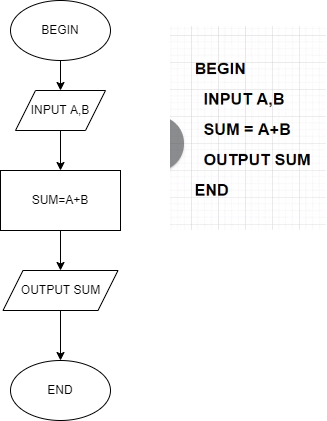 BEGIN
INPUT A,B
SUM=A+B
OUTPUT SUM
END
BEGIN
INPUT A,B
SUM = A+B
OUTPUT SUM
END